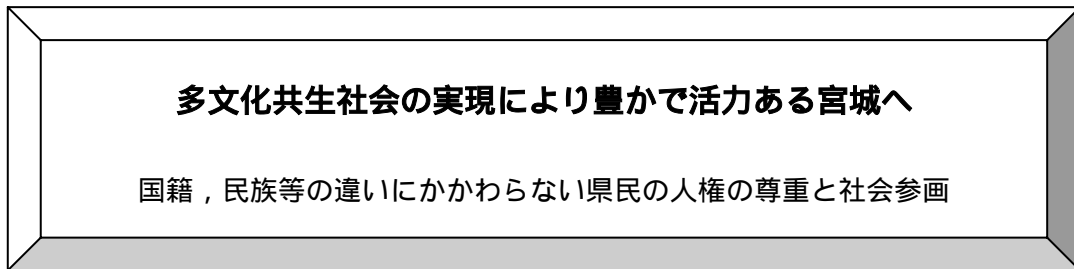 多文化共生社会の実現により豊かで活力ある宮城へ
国籍，民族等の違いにかかわらない県民の人権の尊重と社会参画